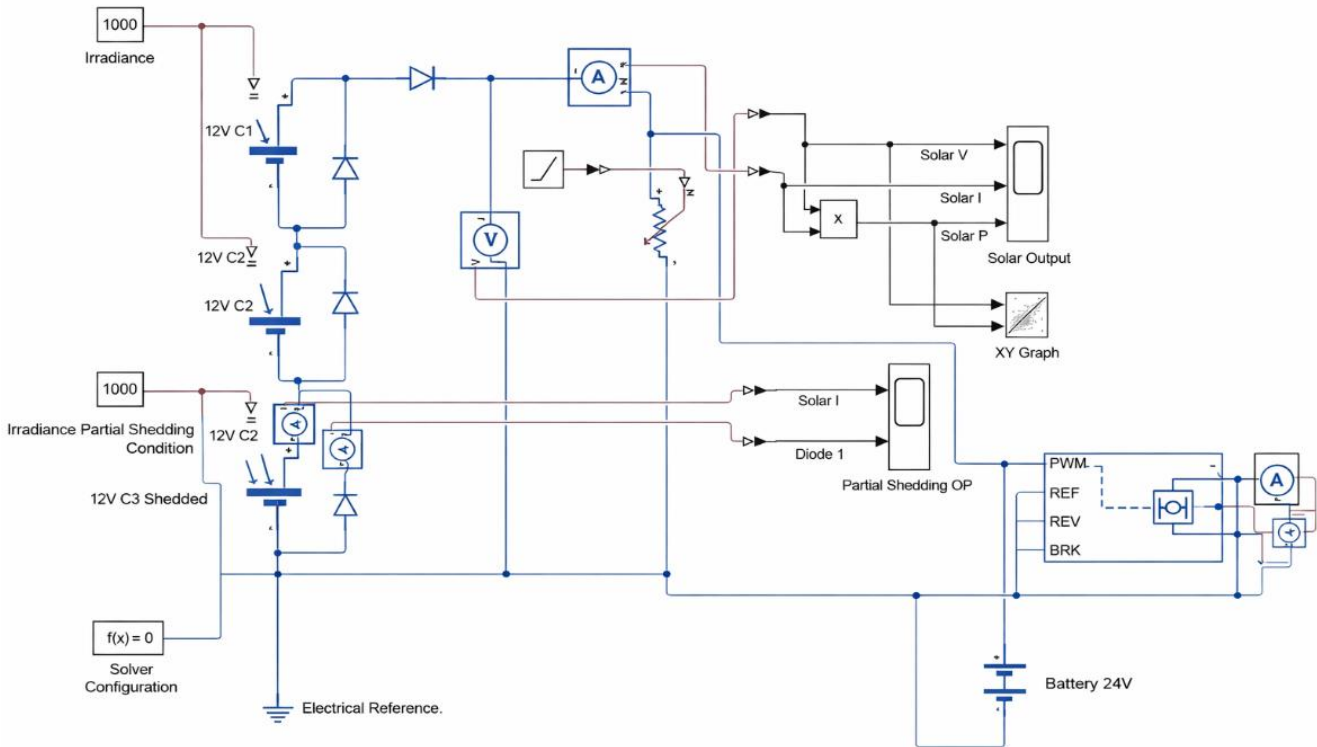 1000
Irradiance
12V C1
A
Solar V
Solar I
X
Solar P
Solar Output
V
12V C2
12V C2
XY Graph
1000
Irradiance Partial Shedding
Condition
12V C2
A
A
Solar I
Diode 1
Partial Shedding OP
12V C3 Shedded
PWM
REF
REV
BRK
A
A
f(x) = 0
Solver
Configuration
Electrical Reference.
Battery 24V